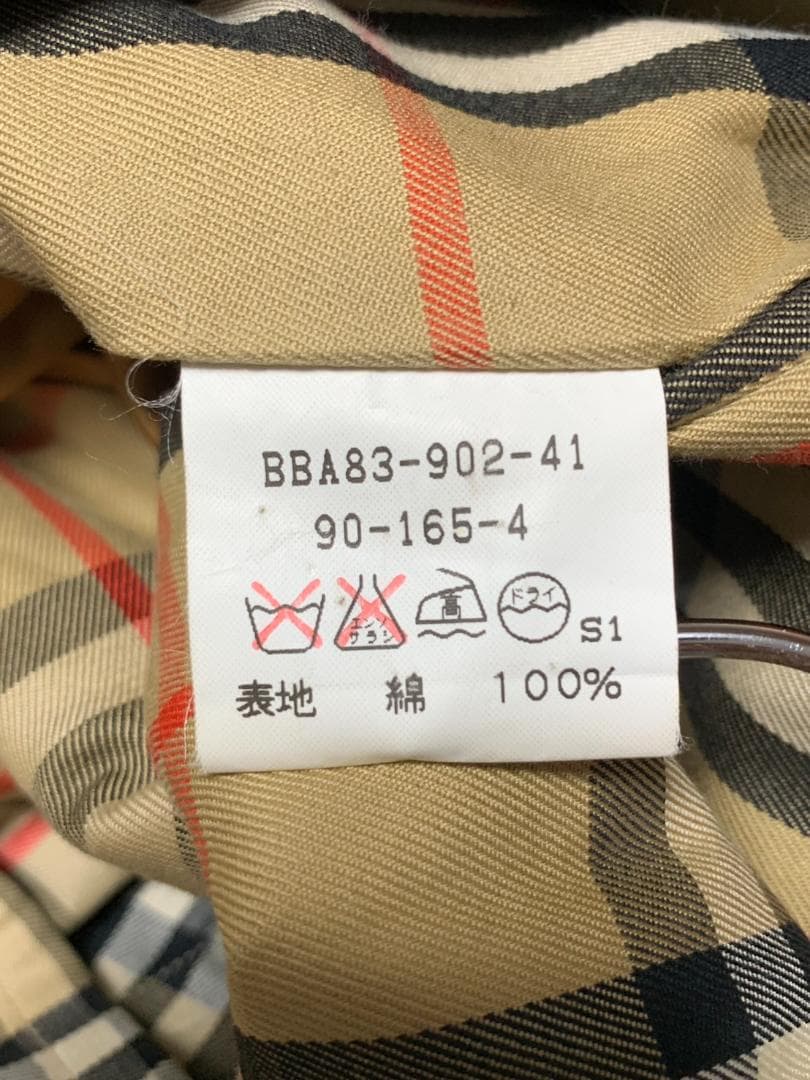 BBA83-902-41
90-165-4
エンソ
サラシ
高
ドライ
S1
表地 綿 100%